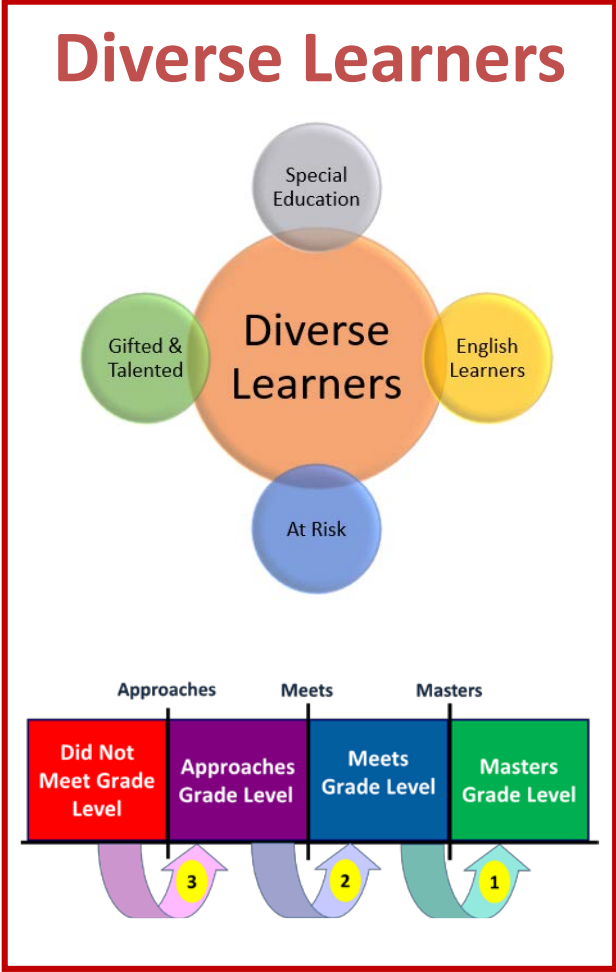 Diverse Learners
Special
Education
Gifted &
Talented
Diverse
Learners
English
Learners
At Risk
Approaches
Meets
Masters
Did Not
Meet Grade
Level
Approaches
Grade Level
Meets
Grade Level
Masters
Grade Level
3
2
1